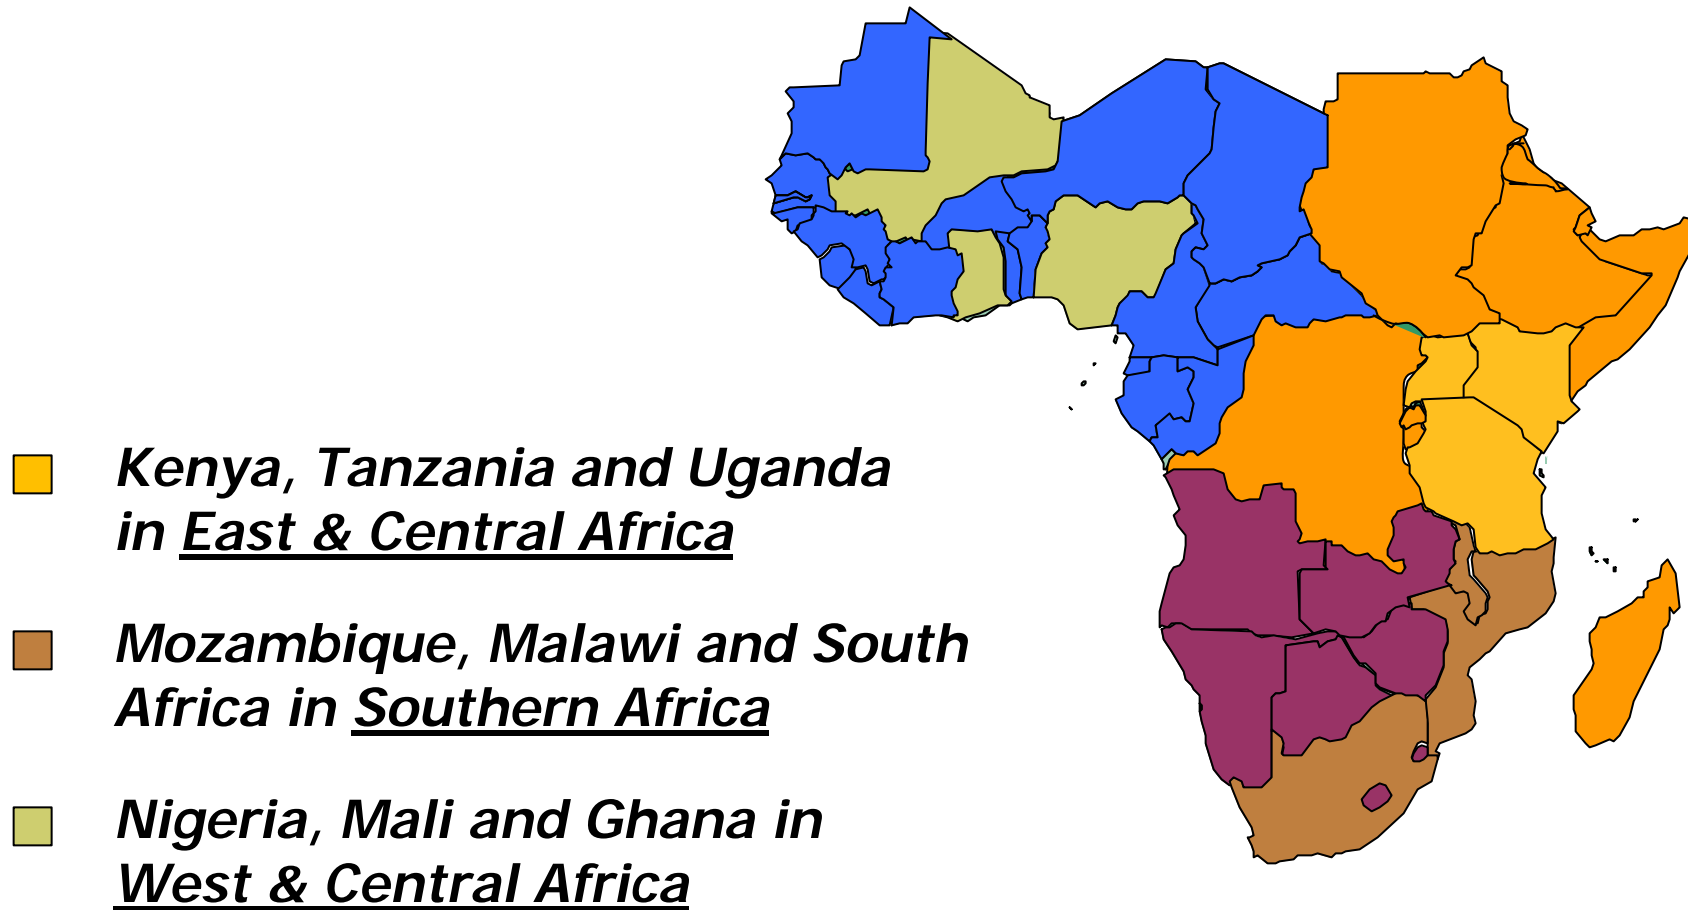 Kenya, Tanzania and Uganda
in East & Central Africa
Mozambique, Malawi and South
Africa in Southern Africa
Nigeria, Mali and Ghana in
West & Central Africa